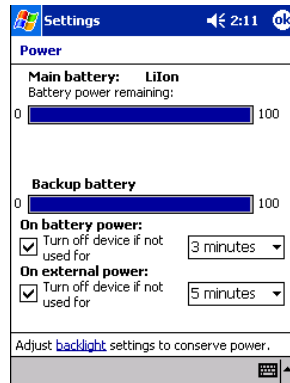 Settings 2:11 ok
Power
Main battery: LiIon
Battery power remaining:
0 100
Backup battery
0 100
On battery power:
Turn off device if not
used for 3 minutes
On external power:
Turn off device if not
used for 5 minutes
Adjust backlight settings to conserve power.